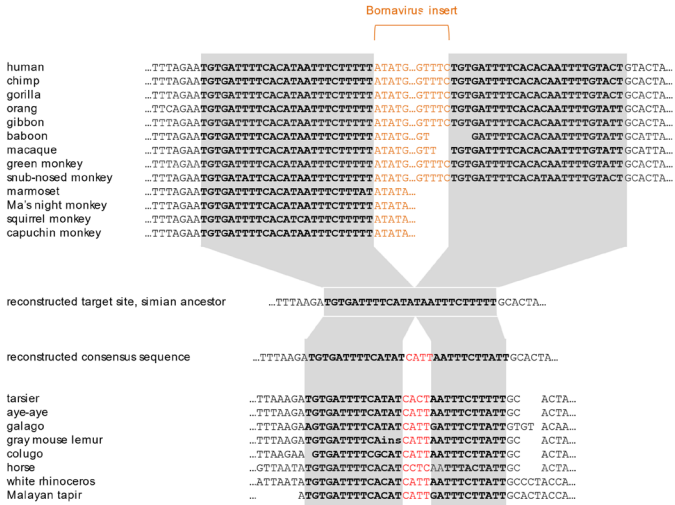 Bornavirus insert
human …TTTAGAATGTGATTTTCACATAATTTCTTTTTATATG…GTTTCTGTGATTTTCACACAATTTTGTACTGTACTA…
chimp …TTTAGAATGTGATTTTCACATAATTTCTTTTTATATG…GTTTCTGTGATTTTCACACAATTTTGTACTGCACTA…
gorilla …TTTAGAATGTGATTTTCACATAATTTCTTTTTATATG…GTTTCTGTGATTTTCACACAATTTTGTACTGCACTA…
orang …TTCAGAATGTGATTTTCACATAATTTCTTTTTATATG…GTTTCTGTGATTTTCACACAATTTTGTATTGCACTA…
gibbon …TTTAGAATGTGATTTTCACATAATTTCTTTTTATATG…GTTTCTGTGATTTTCACACAATTTTGTATTGCACTA…
baboon …TTTAGAATGTGATTTTCACATAATTTCTTTTTATATG…GT GATTTTCACACAATTTTGTATTGCATTA…
macaque …TTTAGAATGTGATTTTCACATAATTTCTTTTTATATG…GTT TGTGATTTTCACACAATTTTGTATTGCATTA…
green monkey …TTTAGAATGTGATTTTCACATAATTTCTTTTTATATG…GTTTCTGTGATTTTCACACAATTTTGTATTGCACTA…
snub-nosed monkey …TTTAGAATGTGATATTCACATAATTTCTTTTTATATG…GTTTCTGTGATTTTCACACAATTTTGTACTGCACTA…
marmoset …TTTAGAATGTGATTTTCACATAATTTCTTTATATATA…
Ma's night monkey …TTTAGAATGTGATTTTCACATAATTTCTTTTTATATA…
squirrel monkey …TTTAGAATGTGATTTTCACATCATTTCTTTTTATATA…
capuchin monkey …TTTAGAATGTGATTTTCACATAATTTCTTTTTATATA…
reconstructed target site, simian ancestor …TTTAAGATGTGATTTTCATATAATTTCTTTTTGCACTA…
reconstructed consensus sequence …TTTAAGATGTGATTTTCATATCATTAATTTCTTATTGCACTA…
tarsier …TTAAAGATGTGATTTTCATATCACTAATTTCTTTTTGC ACTA…
aye-aye …TTTAAGATGTGATTTTCATATCATTAATTTCTTATTGC ACTA…
galago …TTTAAGAAGTGATTTTCATATCATTGATTTCTTATTGTGT ACAA…
gray mouse lemur …TTTAAGATGTGATTTTCAinsCATTAATTTCTTATTGC ACTA…
colugo …TTAAGAA GTGATTTTCGCATCATTAATTTCTTATTGC ACTA…
horse …GTTAATATGTGATTTTCACATCCTCAATTTACTATTGC ACTA…
white rhinoceros …ATTAATATGTGATTTTCACATCATTAATTTCTTATTGCCCTACCA…
Malayan tapir … ATGTGATTTTCACATCATTGATTTCTTATTGCACTACTA…